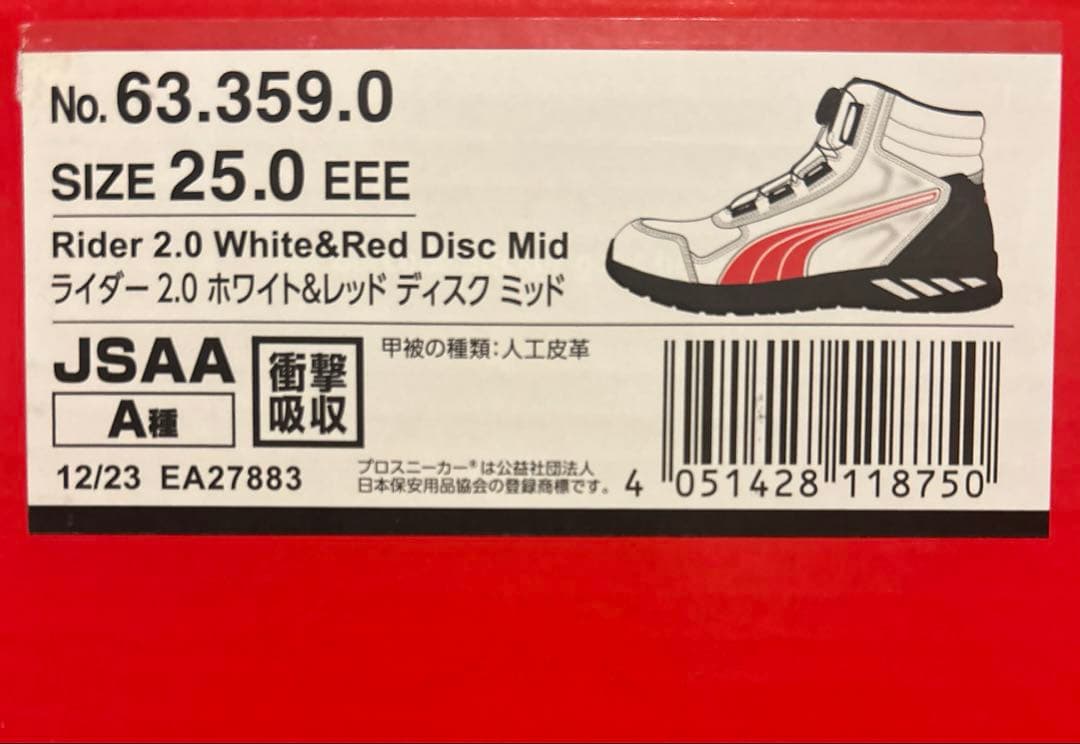 No. 63.359.0
SIZE 25.0 EEE
Rider 2.0 White&Red Disc Mid
ライダー 2.0 ホワイト&レッド ディスク ミッド
JSAA
A種
衝撃
吸収
甲被の種類:人工皮革
12/23 EA27883
プロスニーカー®は公益社団法人
日本保安用品協会の登録商標です。
4 051428 118750